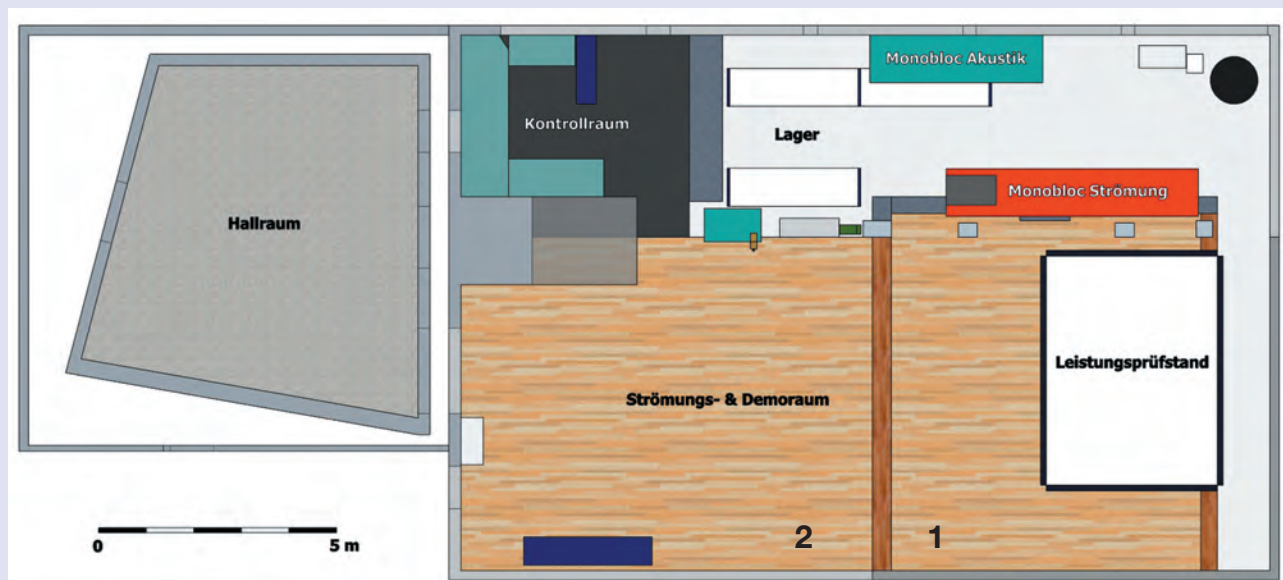 Monobloc Akustik
Kontrollraum
Lager
Monobloc Strömung
Hallraum
Leistungsprüfstand
Strömungs- & Demoraum
2 1
0 5 m